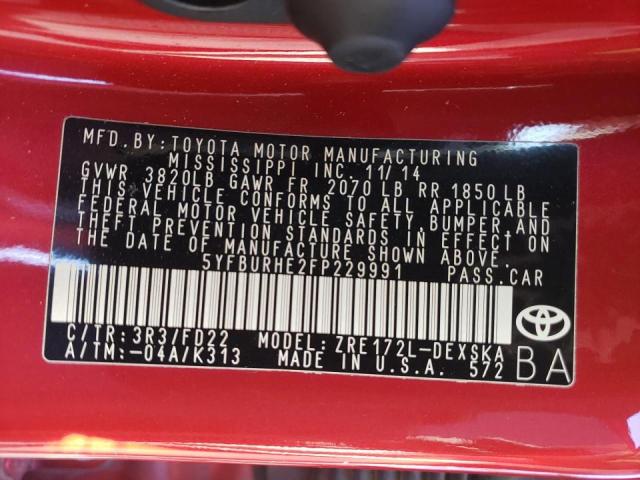 MFD. BY: TOYOTA MOTOR MANUFACTURING
MISSISSIPPI INC. 11/14
GVWR 3820LB GAWR FR 2070 LB RR 1850 LB
THIS VEHICLE CONFORMS TO ALL APPLICABLE
FEDERAL MOTOR VEHICLE SAFETY, BUMPER, AND
THEFT PREVENTION STANDARDS IN EFFECT ON
THE DATE OF MANUFACTURE SHOWN ABOVE.
5YFBURHE2FP229991 PASS. CAR
C/TR: 3R3/FD22 MODEL: ZRE172L-DEXSKA
A/TM: -04A/K313 MADE IN U.S.A. 572
BA